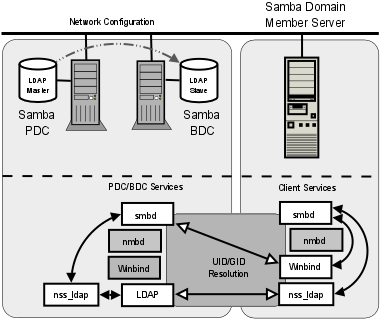 Network Configuration
Samba Domain
Member Server
LDAP
Master
LDAP
Slave
Samba
PDC
Samba
BDC
PDC/BDC Services
Client Services
smbd
smbd
nmbd
nmbd
UID/GID
Resolution
Winbind
Winbind
nss_ldap
LDAP
nss_ldap